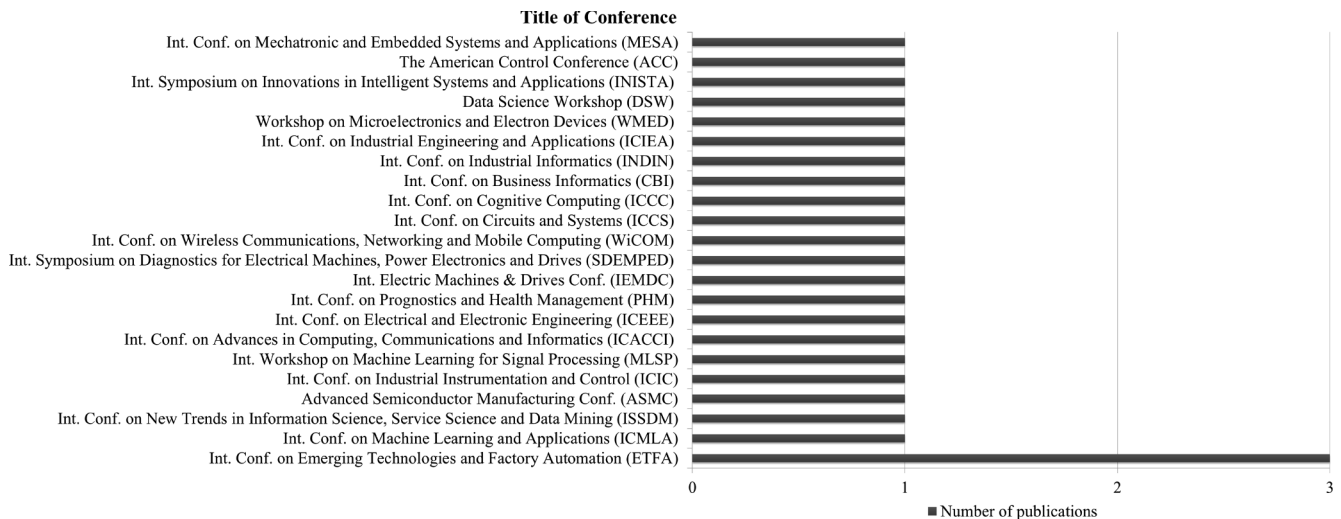 Title of Conference
Int. Conf. on Mechatronic and Embedded Systems and Applications (MESA)
The American Control Conference (ACC)
Int. Symposium on Innovations in Intelligent Systems and Applications (INISTA)
Data Science Workshop (DSW)
Workshop on Microelectronics and Electron Devices (WMED)
Int. Conf. on Industrial Engineering and Applications (ICIEA)
Int. Conf. on Industrial Informatics (INDIN)
Int. Conf. on Business Informatics (CBI)
Int. Conf. on Cognitive Computing (ICCC)
Int. Conf. on Circuits and Systems (ICCS)
Int. Conf. on Wireless Communications, Networking and Mobile Computing (WiCOM)
Int. Symposium on Diagnostics for Electrical Machines, Power Electronics and Drives (SDEMPED)
Int. Electric Machines & Drives Conf. (IEMDC)
Int. Conf. on Prognostics and Health Management (PHM)
Int. Conf. on Electrical and Electronic Engineering (ICEEE)
Int. Conf. on Advances in Computing, Communications and Informatics (ICACCI)
Int. Workshop on Machine Learning for Signal Processing (MLSP)
Int. Conf. on Industrial Instrumentation and Control (ICIC)
Advanced Semiconductor Manufacturing Conf. (ASMC)
Int. Conf. on New Trends in Information Science, Service Science and Data Mining (ISSDM)
Int. Conf. on Machine Learning and Applications (ICMLA)
Int. Conf. on Emerging Technologies and Factory Automation (ETFA)
0 1 2 3
Number of publications